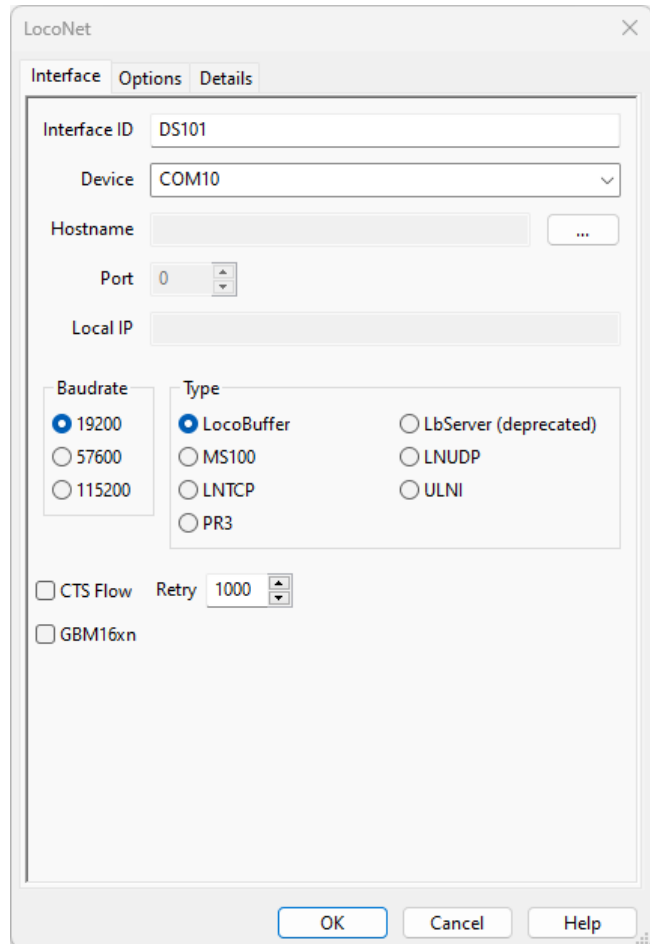 LocoNet
Interface Options Details
Interface ID DS101
Device COM10
Hostname ...
Port 0
Local IP
Baudrate Type
19200 LocoBuffer LbServer (deprecated)
57600 MS100 LNUDP
115200 LNTCP ULNI
PR3
CTS Flow Retry 1000
GBM16xn
OK Cancel Help